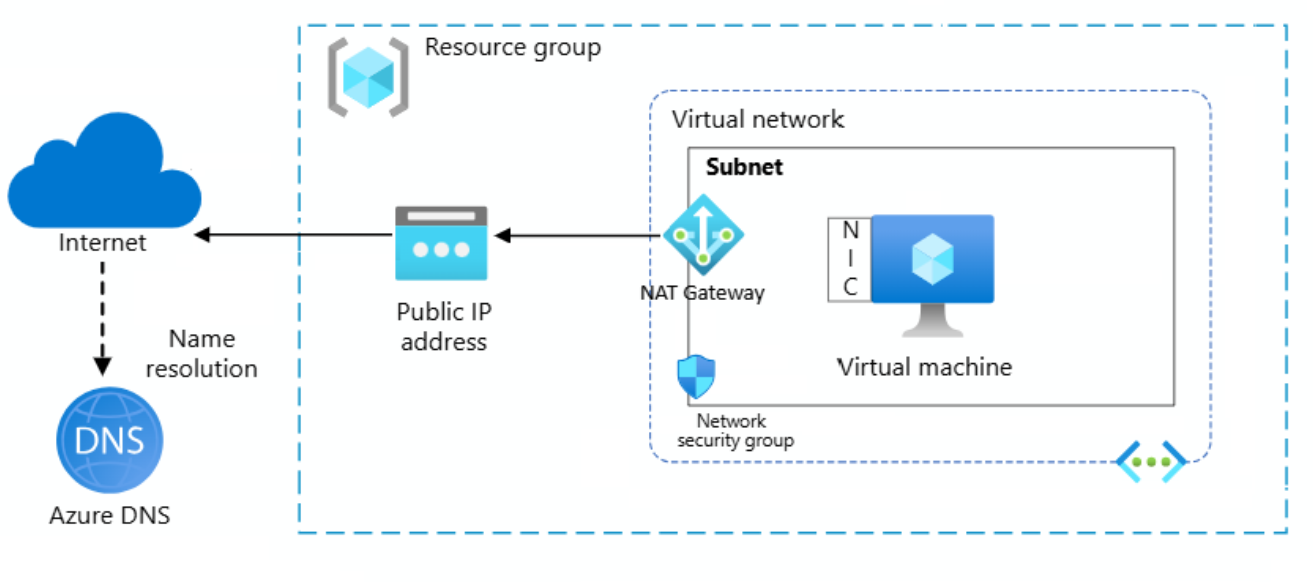 Resource group
Virtual network
Subnet
Internet
N
I
C
NAT Gateway
Public IP
address
Name
resolution
Virtual machine
Network
security group
DNS
Azure DNS